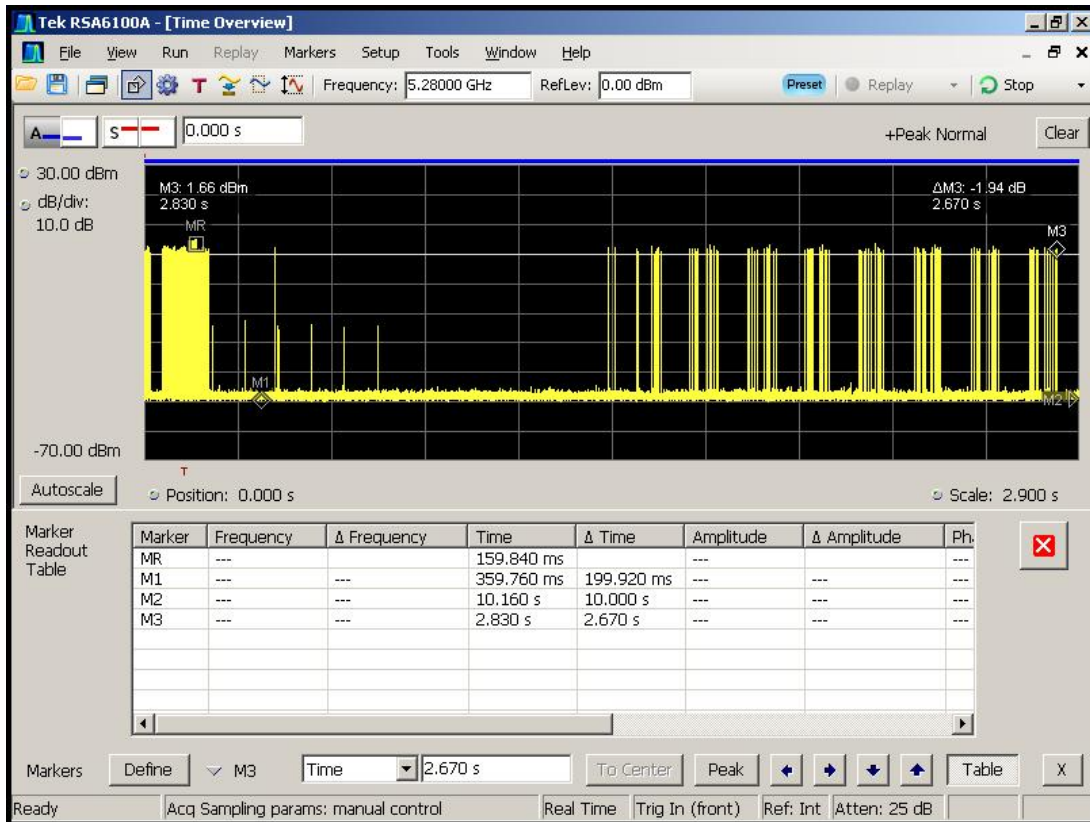 Tek RSA6100A - [Time Overview]
File View Run Replay Markers Setup Tools Window Help
T Frequency: 5.28000 GHz RefLev: 0.00 dBm Preset Replay Stop
A S 0.000 s +Peak Normal Clear
30.00 dBm
dB/div:
10.0 dB
M3: 1.66 dBm
2.830 s
ΔM3: -1.94 dB
2.670 s
MR
M3
M1
M2
-70.00 dBm
T
Autoscale Position: 0.000 s Scale: 2.900 s
Marker
Readout
Table
Marker Frequency Δ Frequency Time Δ Time Amplitude Δ Amplitude Ph
MR --- 159.840 ms --- ---
M1 --- --- 359.760 ms 199.920 ms --- --- ---
M2 --- --- 10.160 s 10.000 s --- --- ---
M3 --- --- 2.830 s 2.670 s --- --- ---
Markers Define M3 Time 2.670 s To Center Peak Table X
Ready Acq Sampling params: manual control Real Time Trig In (front) Ref: Int Atten: 25 dB